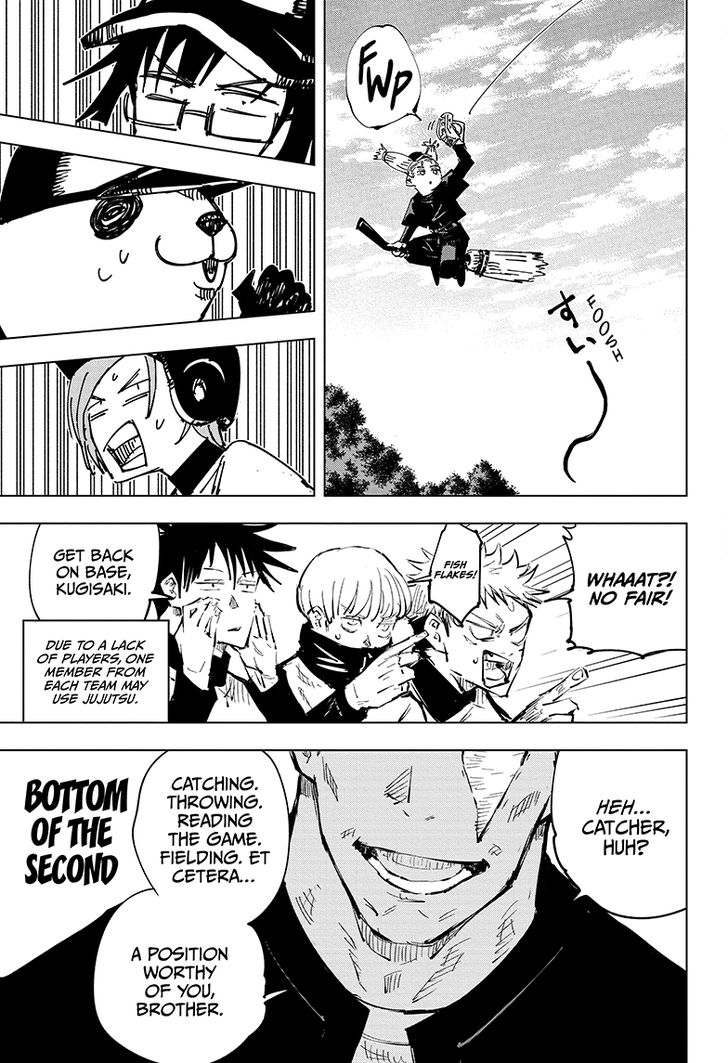 FWP
FOOSH
すい
WHAAAT?!
NO FAIR!
FISH
FLAKES!
GET BACK
ON BASE,
KUGISAKI.
DUE TO A LACK
OF PLAYERS, ONE
MEMBER FROM
EACH TEAM MAY
USE JUJUTSU.
HEH...
CATCHER,
HUH?
CATCHING.
THROWING.
READING
THE GAME.
FIELDING. ET
CETERA...
A POSITION
WORTHY
OF YOU,
BROTHER.
BOTTOM
OF THE
SECOND